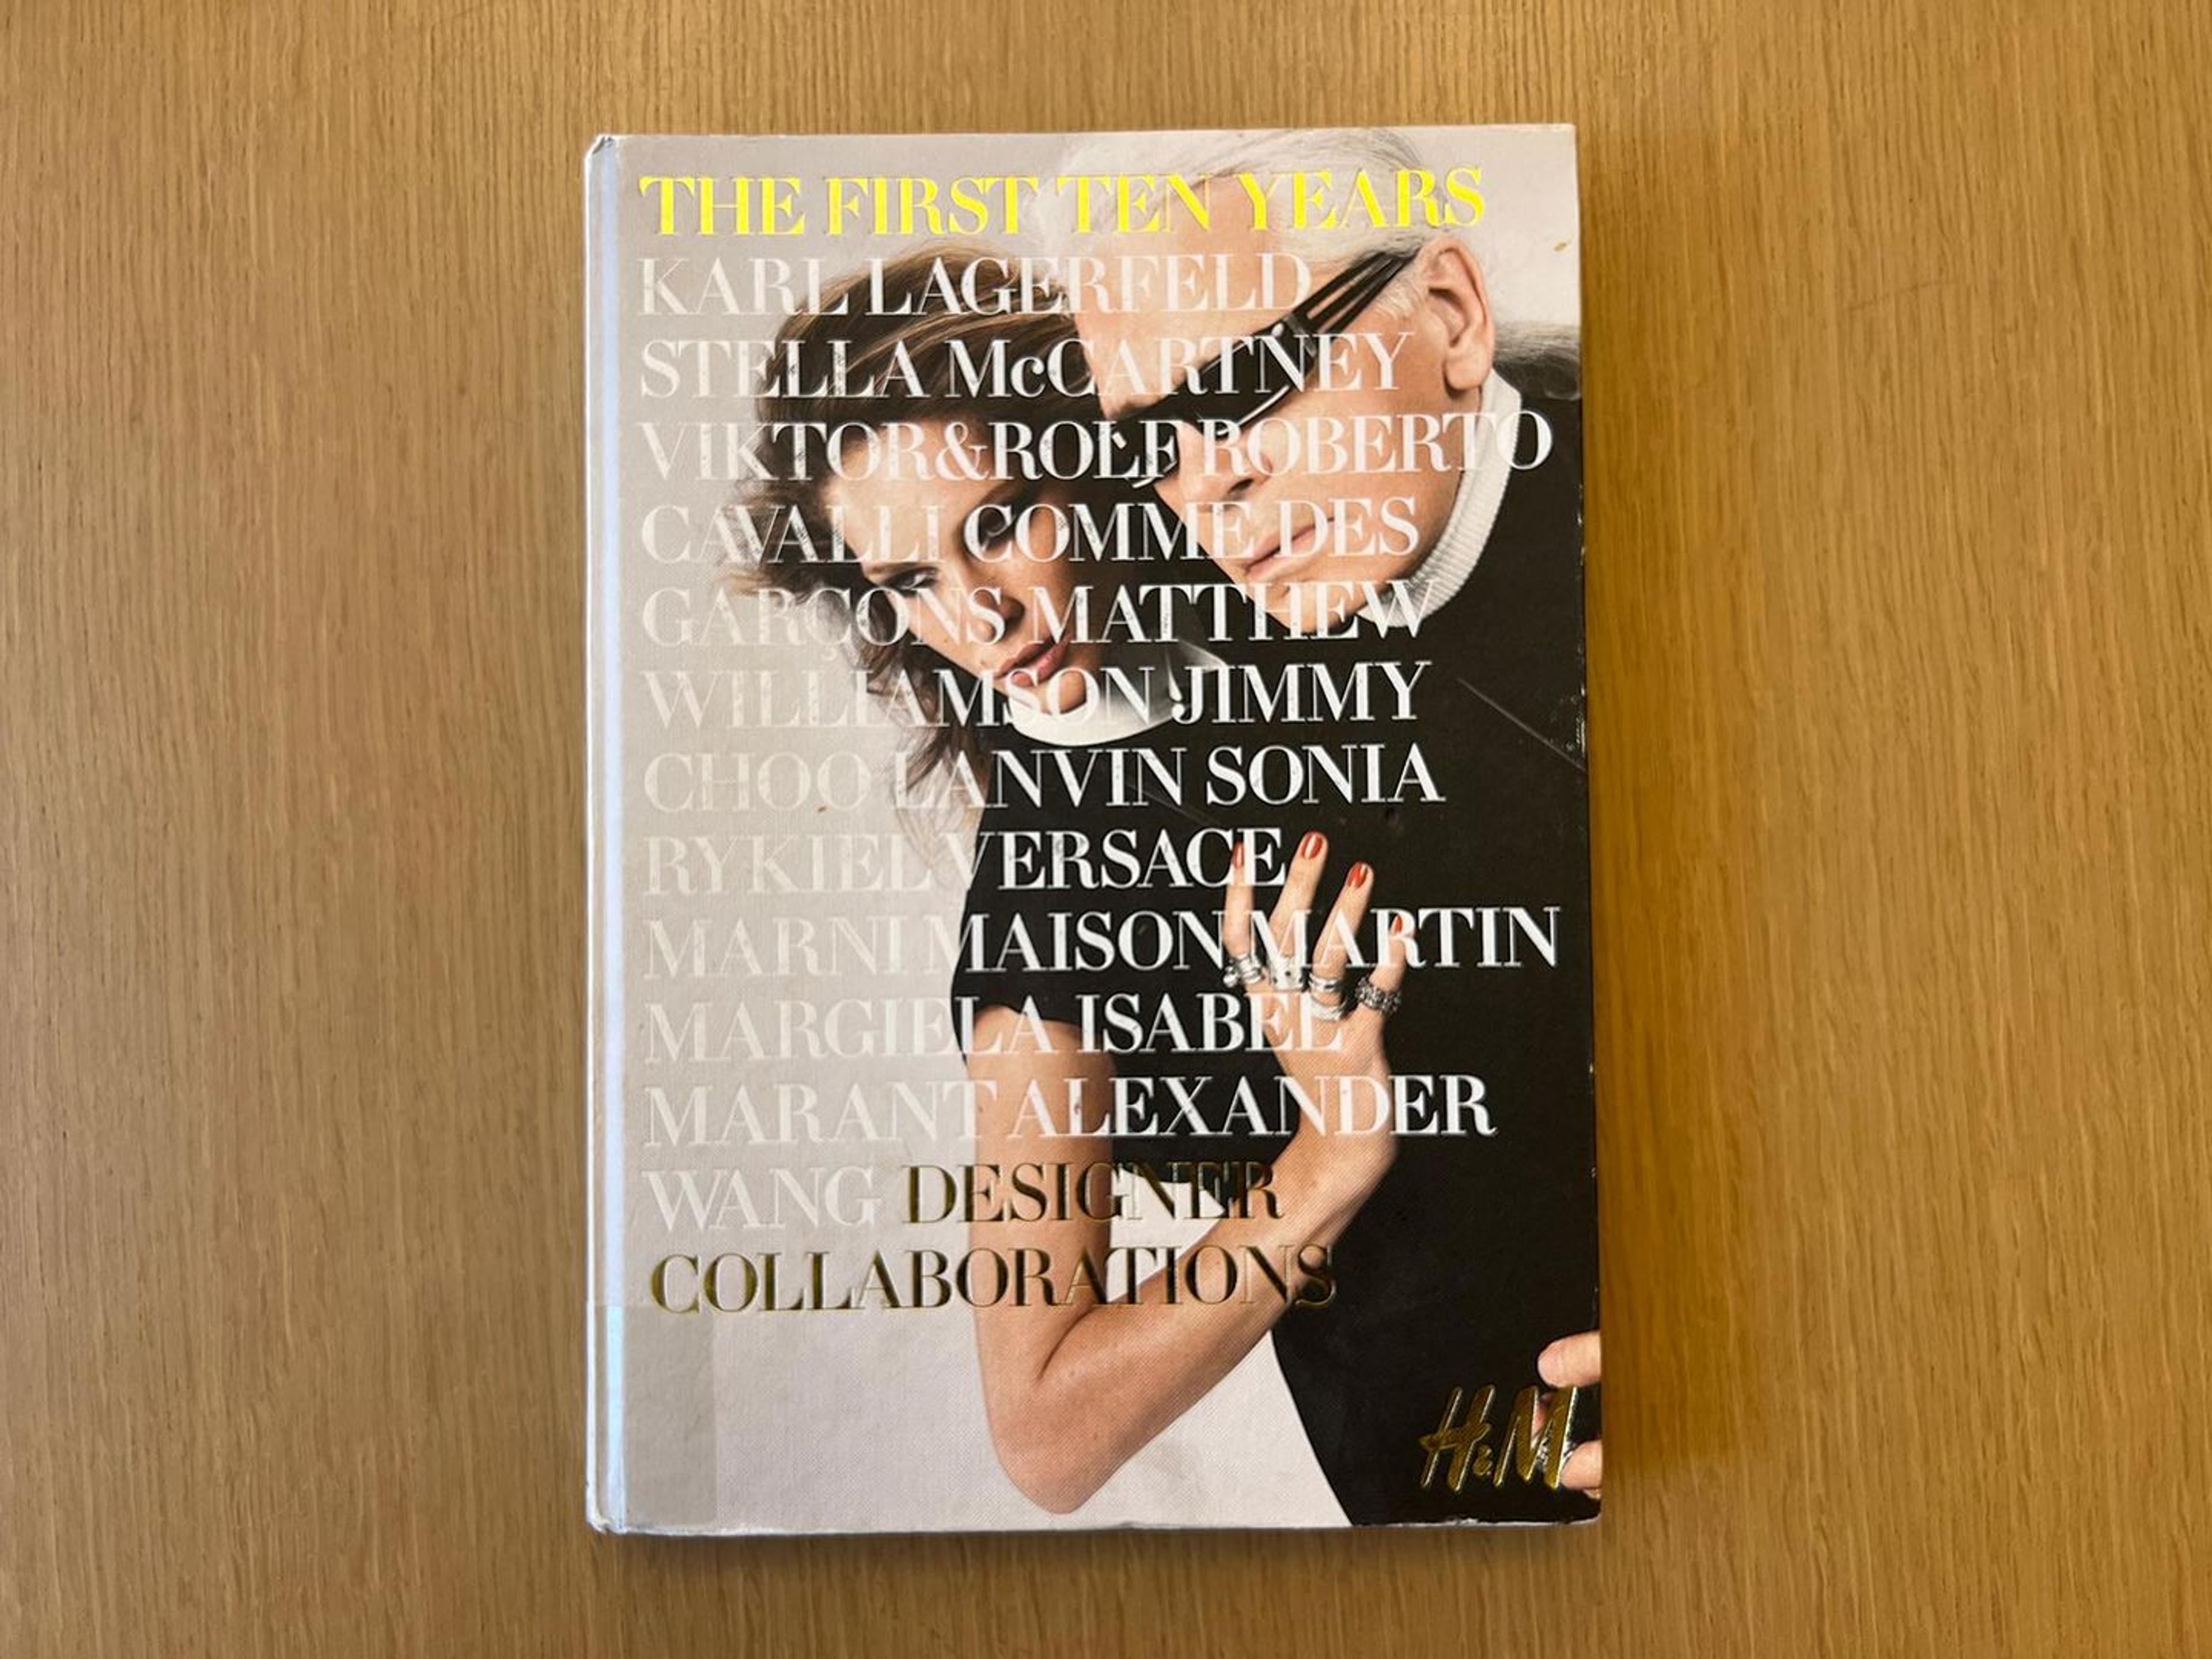 THE FIRST TEN YEARS
KARL LAGERFELD
STELLA McCARTNEY
VIKTOR&ROLF ROBERTO
CAVALLI COMME DES
GARÇONS MATTHEW
WILLIAMSON JIMMY
CHOO LANVIN SONIA
RYKIEL VERSACE
MARNI MAISON MARTIN
MARGIELA ISABEL
MARANT ALEXANDER
WANG DESIGNER
COLLABORATIONS
H&M